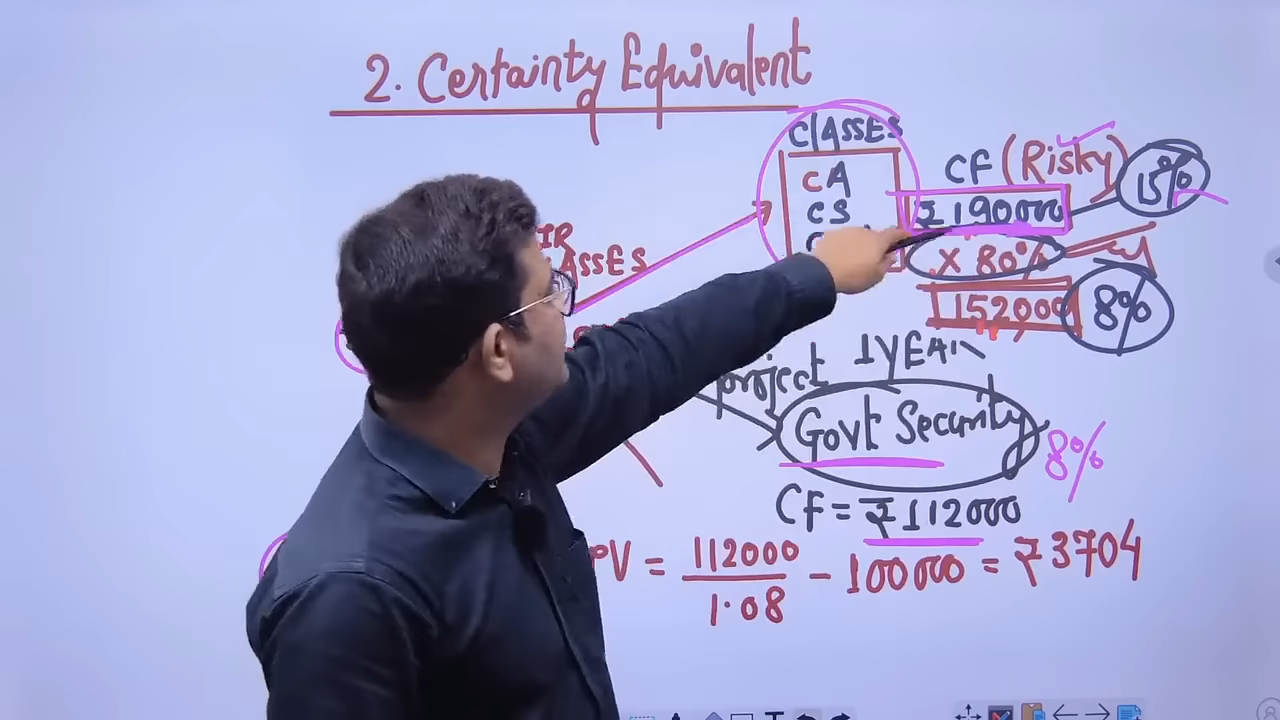 2. Certainty Equivalent
CLASSES
CA
CS
CF (Risky) 15%
₹190000
X 80%
152000 8%
ASSES
project 1YEAR
Govt Security 8%
CF = ₹112000
PV = 112000 / 1.08 - 100000 = ₹3704